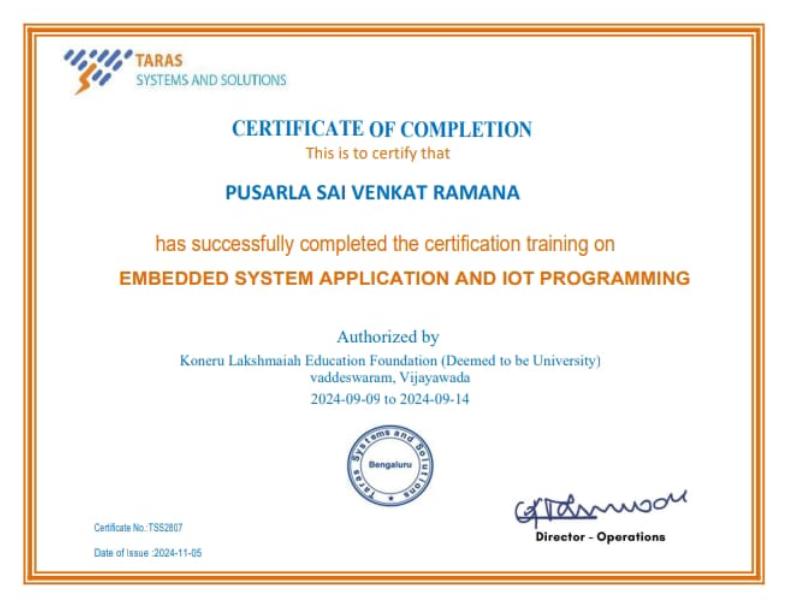 TARAS
SYSTEMS AND SOLUTIONS
CERTIFICATE OF COMPLETION
This is to certify that
PUSARLA SAI VENKAT RAMANA
has successfully completed the certification training on
EMBEDDED SYSTEM APPLICATION AND IOT PROGRAMMING
Authorized by
Koneru Lakshmaiah Education Foundation (Deemed to be University)
vaddeswaram, Vijayawada
2024-09-09 to 2024-09-14
Taras Systems and Solutions
Bengaluru
Director - Operations
Certificate No.:TSS2807
Date of Issue :2024-11-05